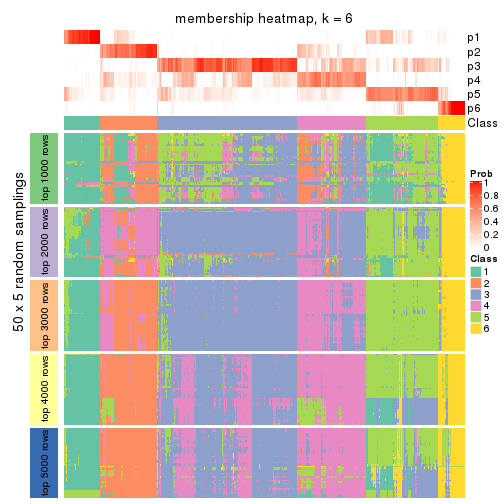 membership heatmap, k = 6
p1
p2
p3
p4
p5
p6
Class
50 x 5 random samplings
top 1000 rows
top 2000 rows
top 3000 rows
top 4000 rows
top 5000 rows
Prob
1
0.8
0.6
0.4
0.2
0
Class
1
2
3
4
5
6